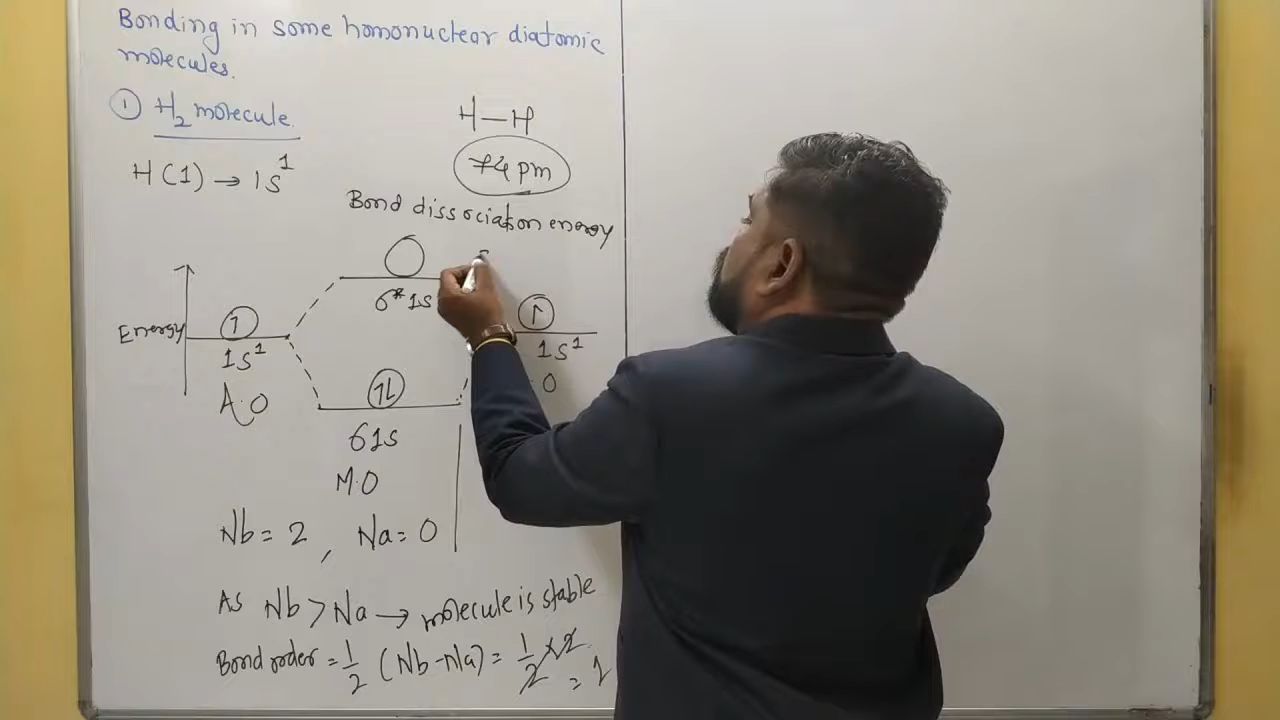 Bonding in some homonuclear diatomic
molecules.
① H₂ molecule.
H–H
74 pm
H(1) → 1s¹
Bond dissociation energy
σ*1s
Energy
↿
1s¹
A.O
↿
1s¹
.O
↿⇂
σ1s
M.O
Nb = 2 , Na = 0
As Nb > Na → molecule is stable
Bond order = 1/2 (Nb-Na) = 1/2 × 2
= 1